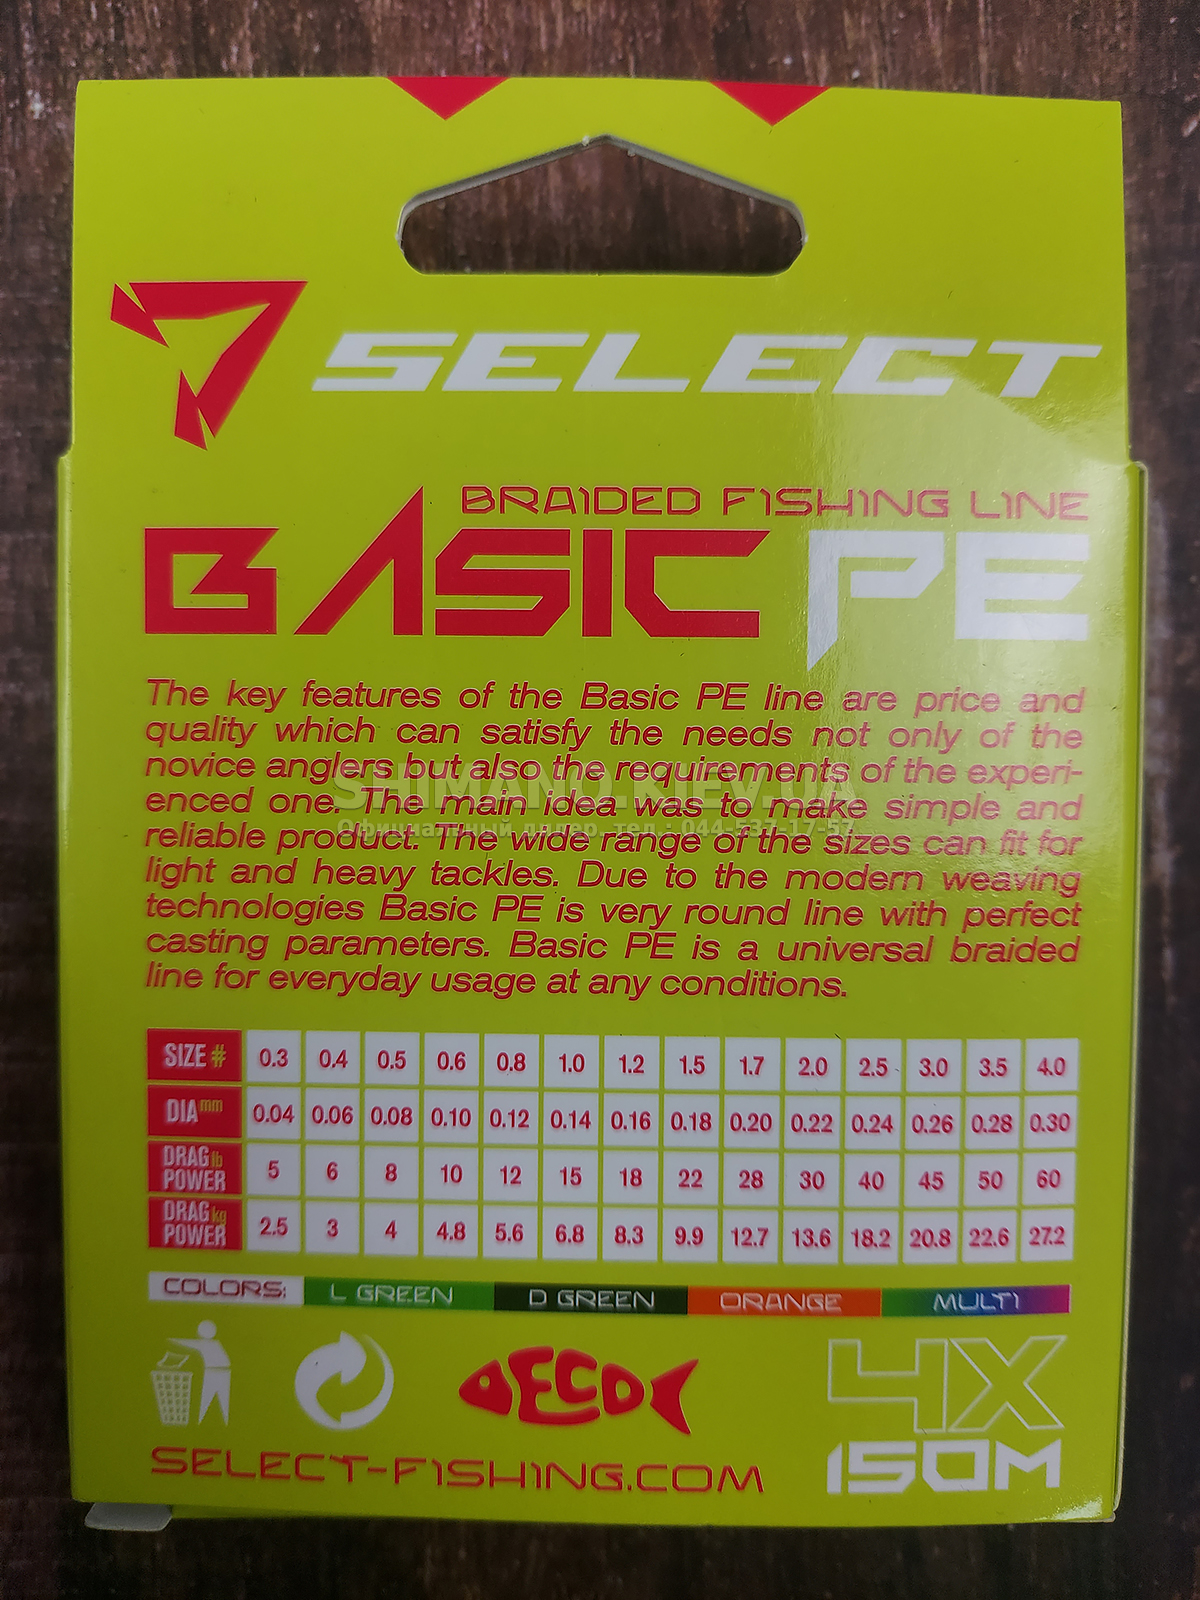 SELECT
BRAIDED FISHING LINE
BASIC PE
The key features of the Basic PE line are price and
quality which can satisfy the needs not only of the
novice anglers but also the requirements of the experi-
enced one. The main idea was to make simple and
reliable product. The wide range of the sizes can fit for
light and heavy tackles. Due to the modern weaving
technologies Basic PE is very round line with perfect
casting parameters. Basic PE is a universal braided
line for everyday usage at any conditions.
SHIMANO.KIEV.UA
Официальный дилер, тел.: 044-537-17-57
SIZE # 0.3 0.4 0.5 0.6 0.8 1.0 1.2 1.5 1.7 2.0 2.5 3.0 3.5 4.0
DIA mm 0.04 0.06 0.08 0.10 0.12 0.14 0.16 0.18 0.20 0.22 0.24 0.26 0.28 0.30
DRAG lb POWER 5 6 8 10 12 15 18 22 28 30 40 45 50 60
DRAG kg POWER 2.5 3 4 4.8 5.6 6.8 8.3 9.9 12.7 13.6 18.2 20.8 22.6 27.2
COLORS: L GREEN D GREEN ORANGE MULTI
ECO
4X
150M
SELECT-FISHING.COM